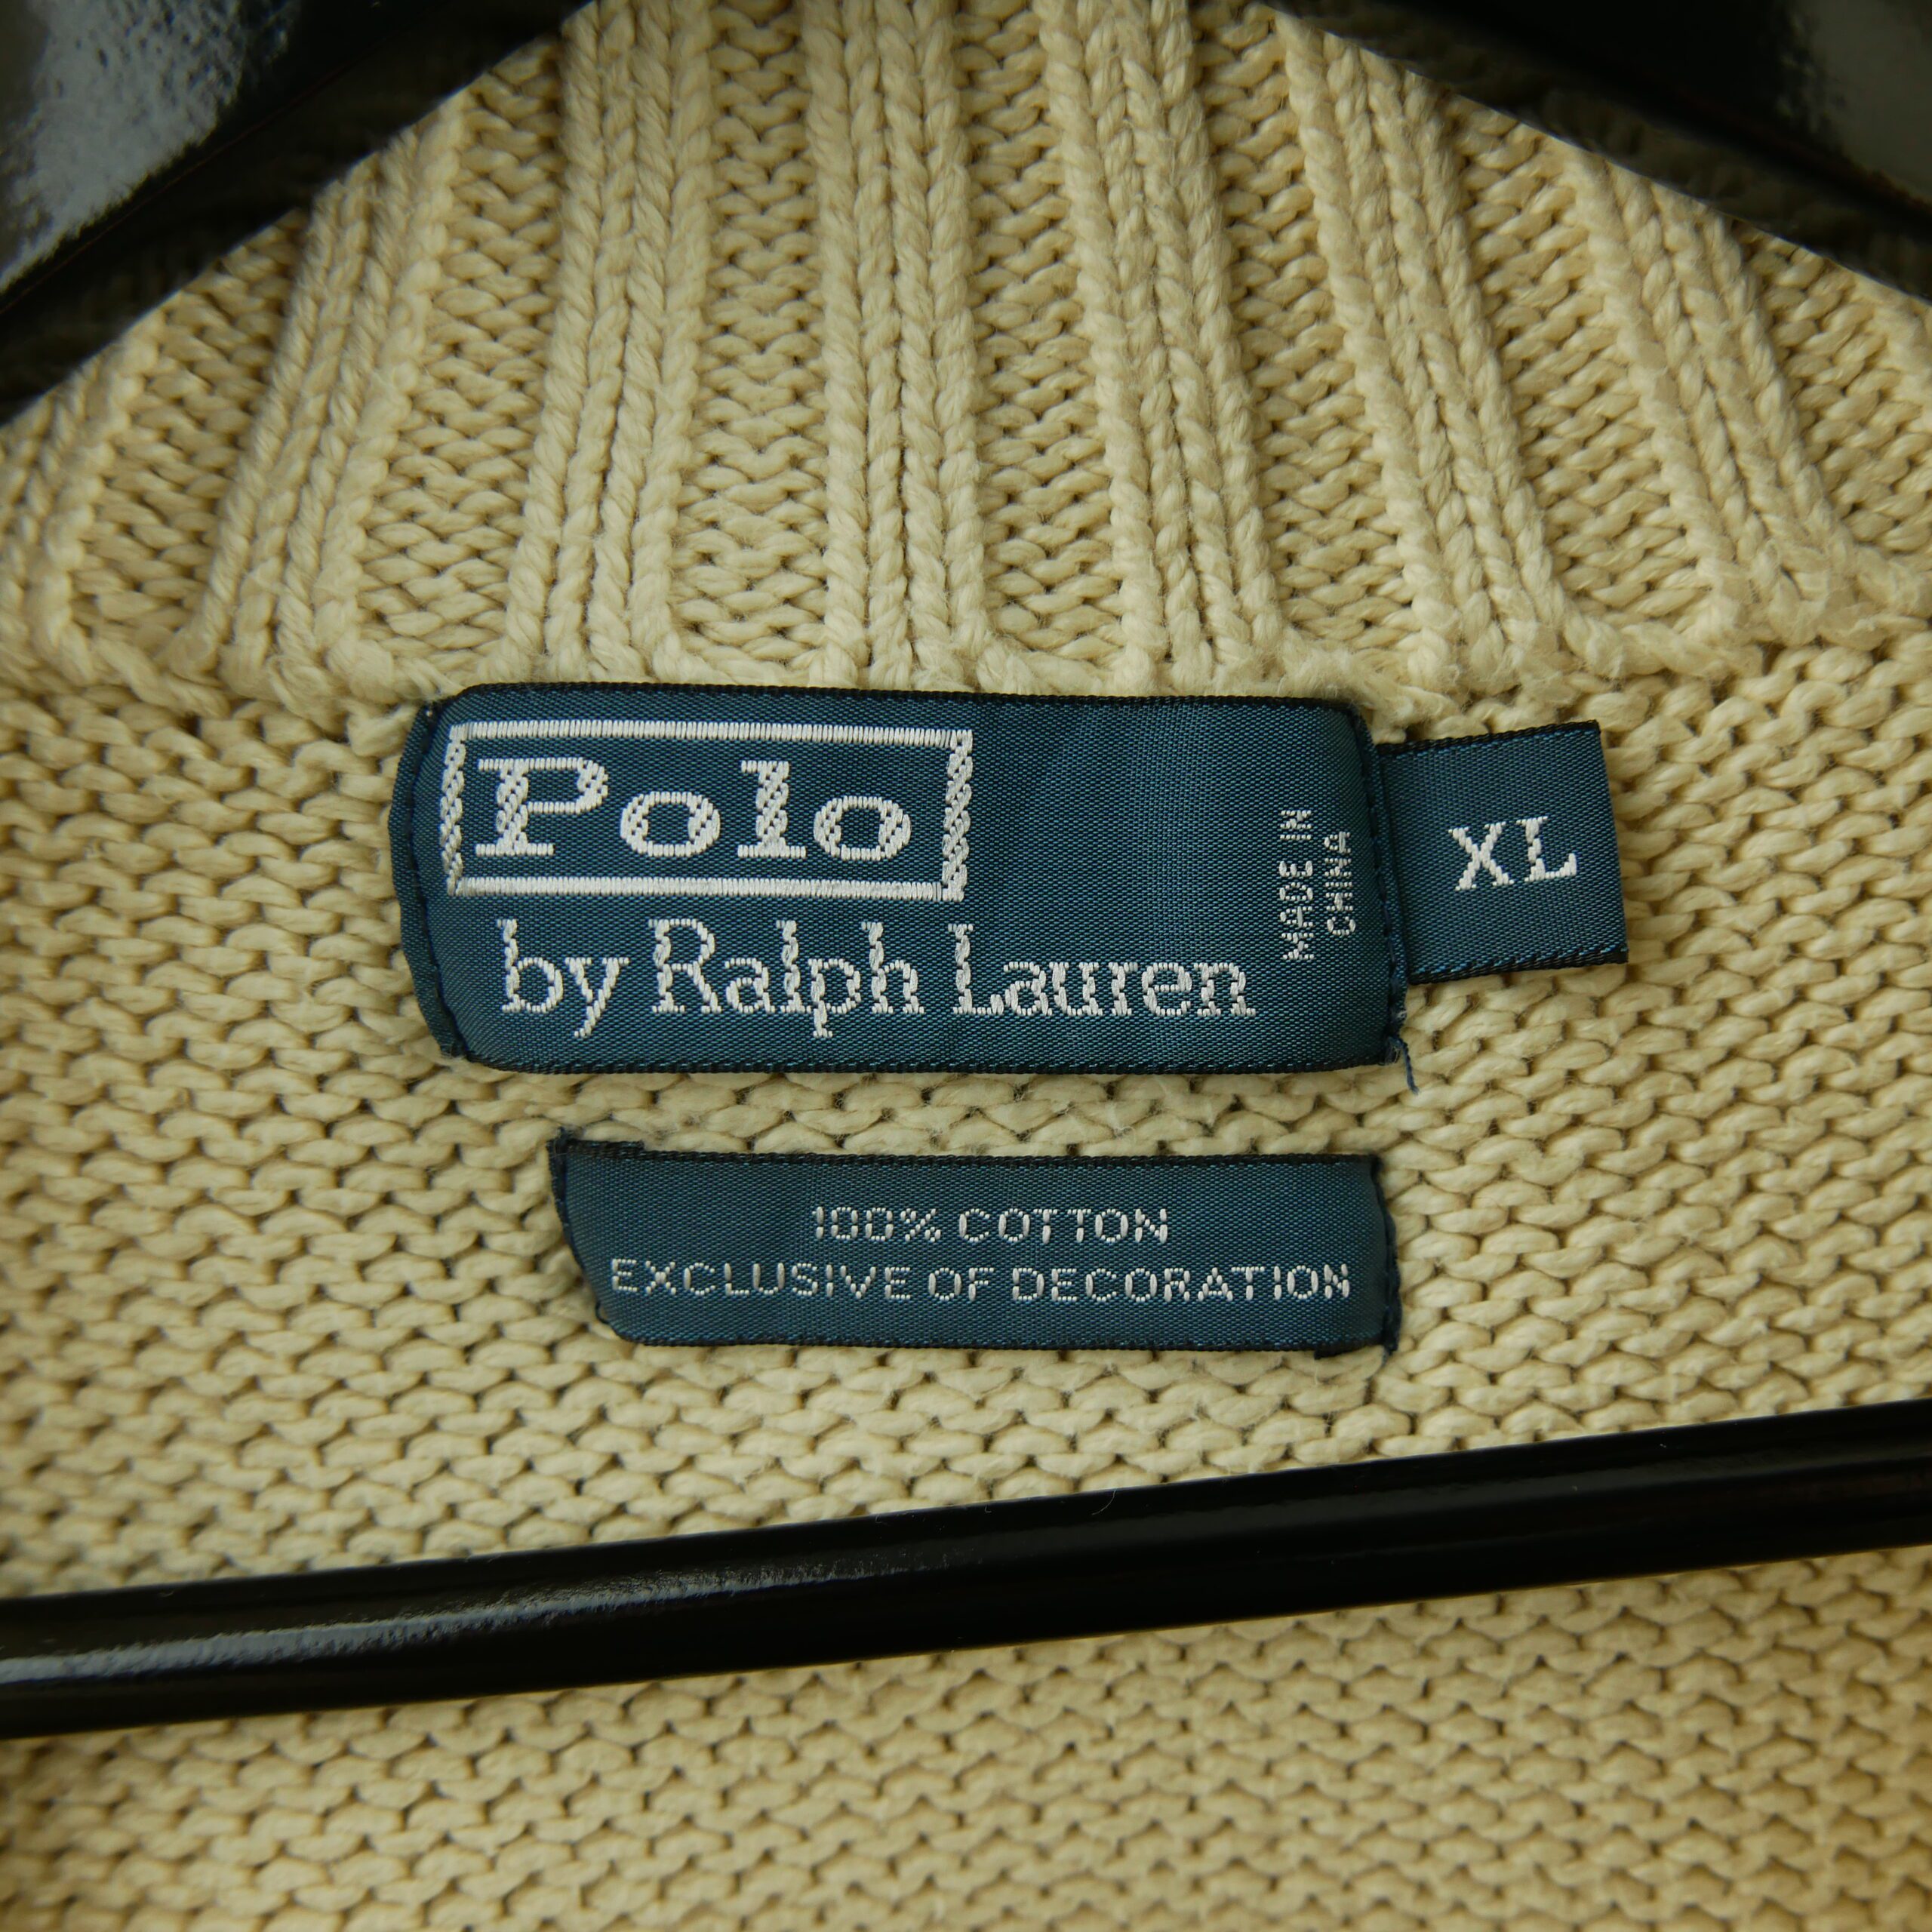 Polo
by Ralph Lauren
MADE IN
CHINA
XL
100% COTTON
EXCLUSIVE OF DECORATION